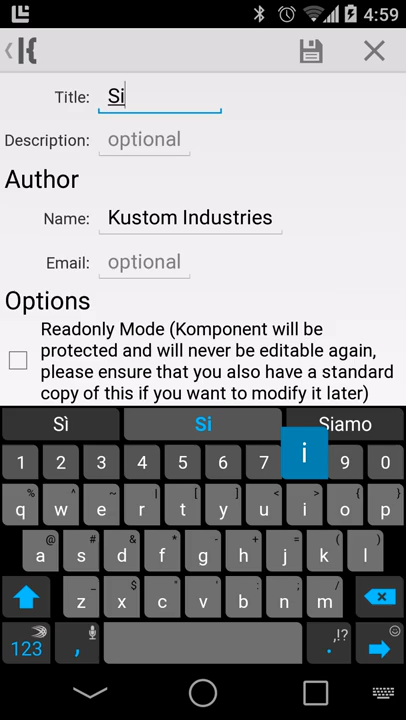 4:59
Title: Si
Description: optional
Author
Name: Kustom Industries
Email: optional
Options
Readonly Mode (Komponent will be
protected and will never be editable again,
please ensure that you also have a standard
copy of this if you want to modify it later)
Sì Si Siamo
1 2 3 4 5 6 7 i 9 0
% ^ ~ | [ ] < > { }
q w e r t y u i o p
@ # & * - + = ( )
a s d f g h j k l
_ $ " ' : ; /
z x c v b n m
123 , ,!? .